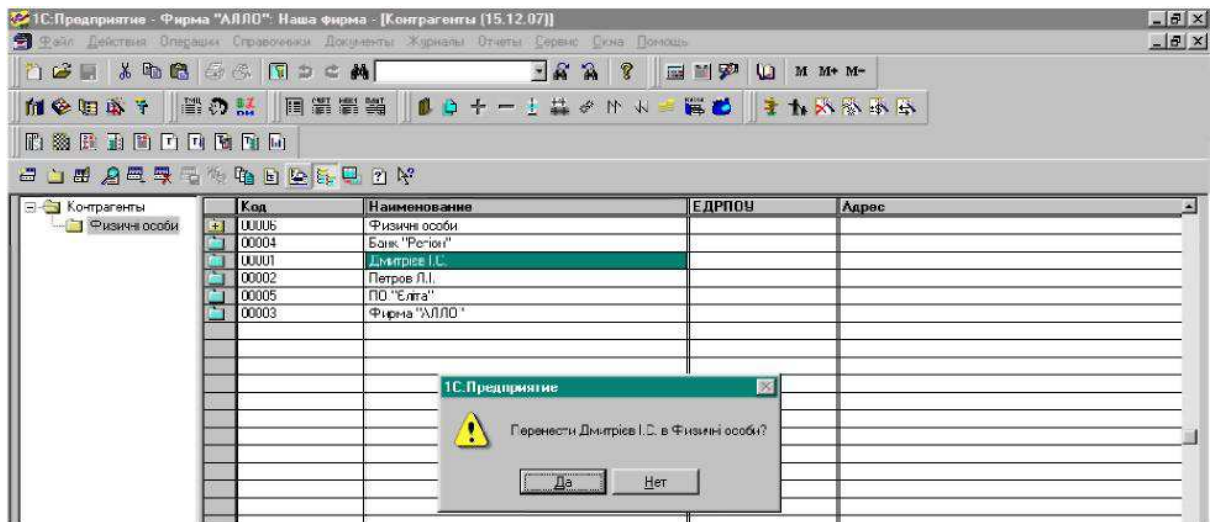 1С:Предприятие - Фирма "АЛЛО": Наша фирма - [Контрагенты (15.12.07)]
Файл Действия Операции Справочники Документы Журналы Отчеты Сервис Окна Помощь
M M+ M-
Контрагенты
Физичні особи
Код Наименование ЕДРПОУ Адрес
00006 Физичні особи
00004 Банк "Регіон"
00001 Дмитрієв І.С.
00002 Петров Л.І.
00005 ПО "Еліта"
00003 Фирма "АЛЛО"
1С:Предприятие
Перенести Дмитрієв І.С. в Физичні особи?
Да Нет